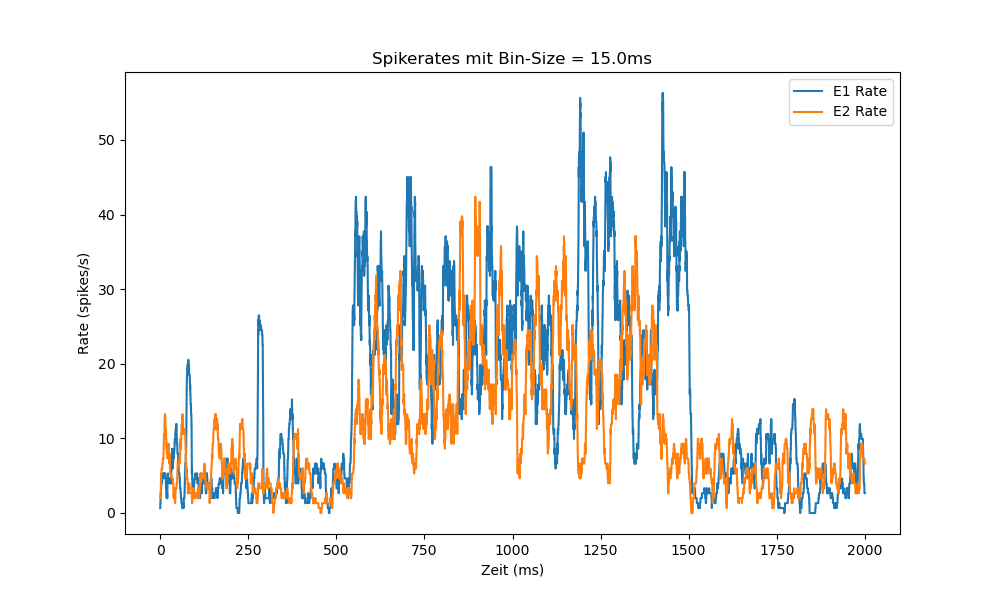 Spikerates mit Bin-Size = 15.0ms
E1 Rate
E2 Rate
Rate (spikes/s)
50
40
30
20
10
0
0 250 500 750 1000 1250 1500 1750 2000
Zeit (ms)